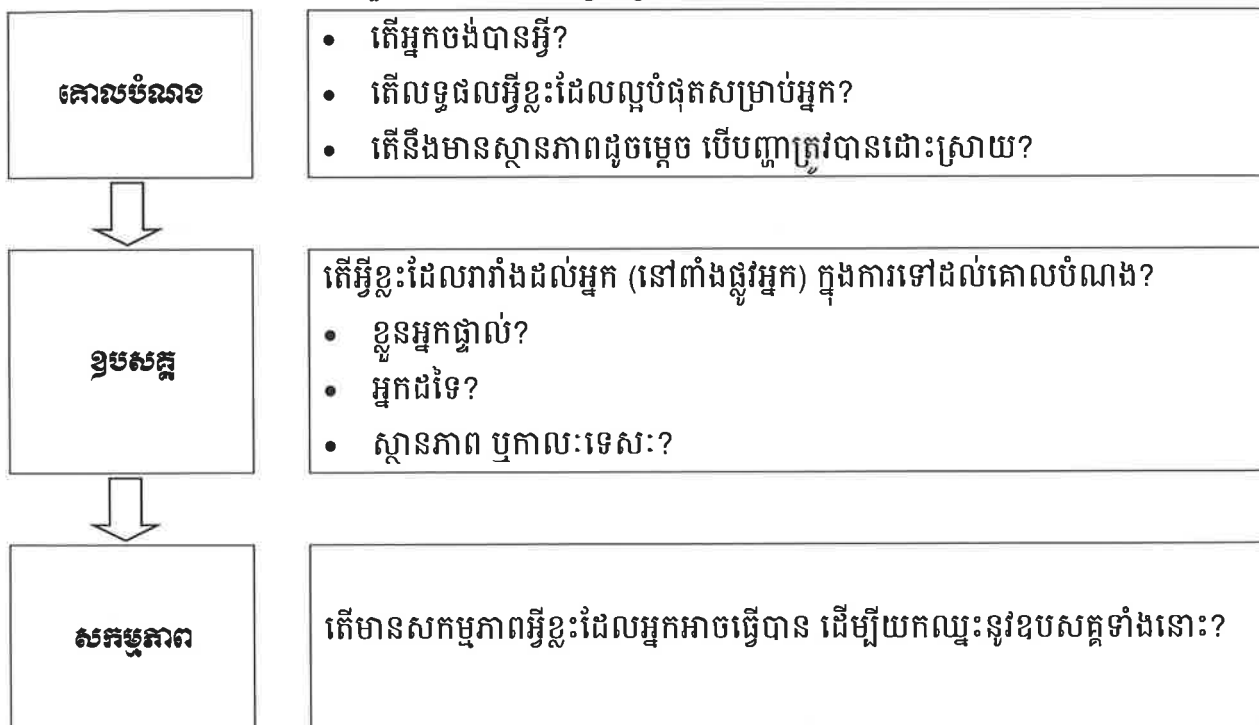 គោលបំណង
• តើអ្នកចង់បានអ្វី?
• តើលទ្ធផលអ្វីខ្លះដែលល្អបំផុតសម្រាប់អ្នក?
• តើនឹងមានស្ថានភាពដូចម្តេច បើបញ្ហាត្រូវបានដោះស្រាយ?
ឧបសគ្គ
តើអ្វីខ្លះដែលរារាំងដល់អ្នក (នៅពាំងផ្លូវអ្នក) ក្នុងការទៅដល់គោលបំណង?
• ខ្លួនអ្នកផ្ទាល់?
• អ្នកដទៃ?
• ស្ថានភាព ឬកាលៈទេសៈ?
សកម្មភាព
តើមានសកម្មភាពអ្វីខ្លះដែលអ្នកអាចធ្វើបាន ដើម្បីយកឈ្នះនូវឧបសគ្គទាំងនោះ?